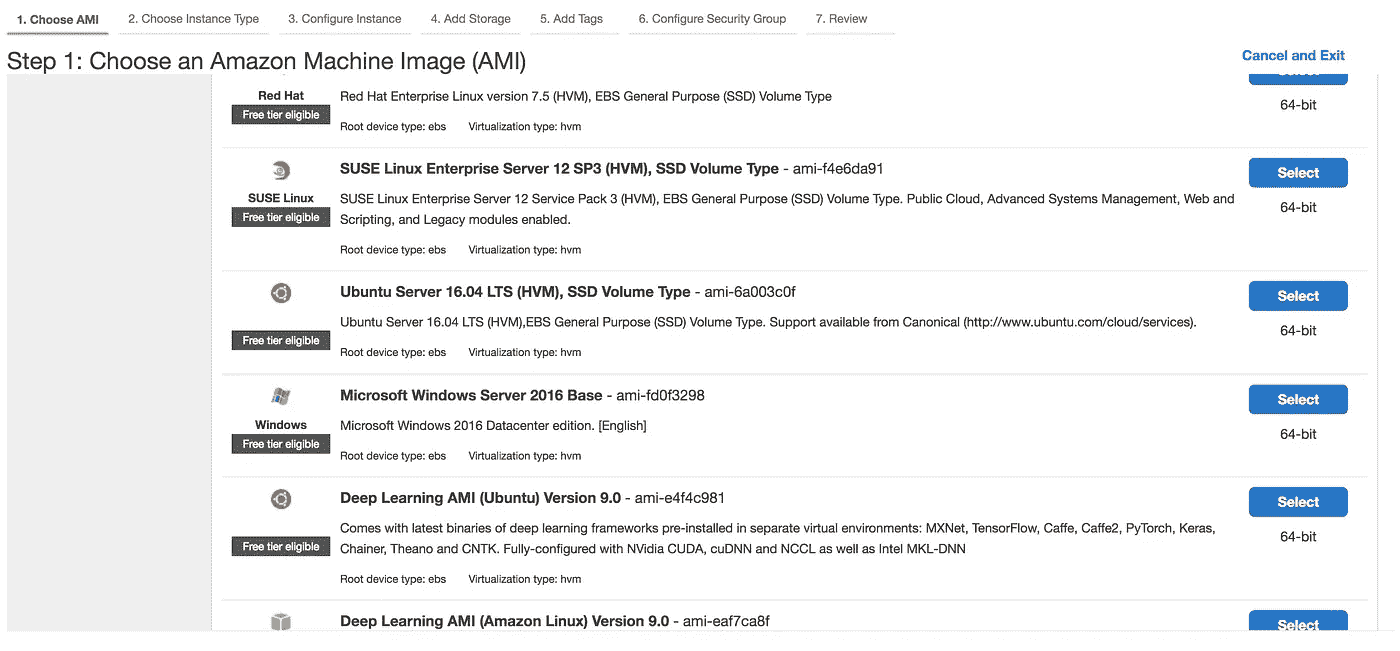 1. Choose AMI 2. Choose Instance Type 3. Configure Instance 4. Add Storage 5. Add Tags 6. Configure Security Group 7. Review
Step 1: Choose an Amazon Machine Image (AMI)
Cancel and Exit
Red Hat
Free tier eligible
Red Hat Enterprise Linux version 7.5 (HVM), EBS General Purpose (SSD) Volume Type
Root device type: ebs Virtualization type: hvm
64-bit
SUSE Linux
Free tier eligible
SUSE Linux Enterprise Server 12 SP3 (HVM), SSD Volume Type - ami-f4e6da91
SUSE Linux Enterprise Server 12 Service Pack 3 (HVM), EBS General Purpose (SSD) Volume Type. Public Cloud, Advanced Systems Management, Web and
Scripting, and Legacy modules enabled.
Root device type: ebs Virtualization type: hvm
Select
64-bit
Free tier eligible
Ubuntu Server 16.04 LTS (HVM), SSD Volume Type - ami-6a003c0f
Ubuntu Server 16.04 LTS (HVM),EBS General Purpose (SSD) Volume Type. Support available from Canonical (http://www.ubuntu.com/cloud/services).
Root device type: ebs Virtualization type: hvm
Select
64-bit
Windows
Free tier eligible
Microsoft Windows Server 2016 Base - ami-fd0f3298
Microsoft Windows 2016 Datacenter edition. [English]
Root device type: ebs Virtualization type: hvm
Select
64-bit
Free tier eligible
Deep Learning AMI (Ubuntu) Version 9.0 - ami-e4f4c981
Comes with latest binaries of deep learning frameworks pre-installed in separate virtual environments: MXNet, TensorFlow, Caffe, Caffe2, PyTorch, Keras,
Chainer, Theano and CNTK. Fully-configured with NVidia CUDA, cuDNN and NCCL as well as Intel MKL-DNN
Root device type: ebs Virtualization type: hvm
Select
64-bit
Deep Learning AMI (Amazon Linux) Version 9.0 - ami-eaf7ca8f
Select